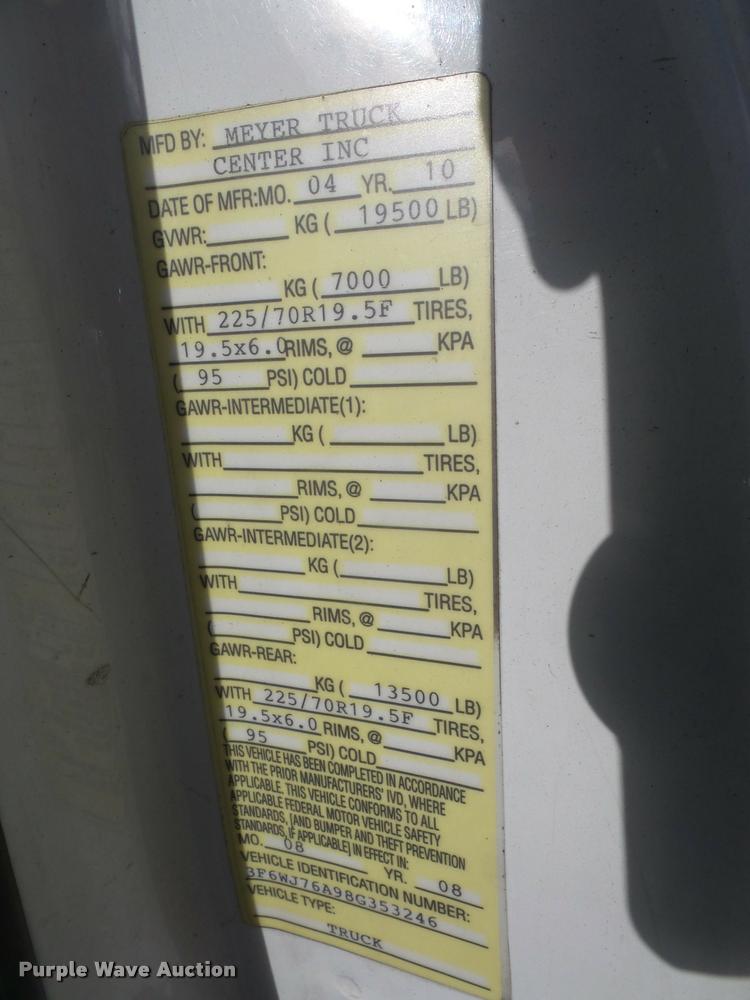 MFD BY: MEYER TRUCK
CENTER INC
DATE OF MFR:MO. 04 YR. 10
GVWR: KG ( 19500 LB)
GAWR-FRONT:
KG ( 7000 LB)
WITH 225/70R19.5F TIRES,
19.5x6.0 RIMS, @ KPA
( 95 PSI) COLD
GAWR-INTERMEDIATE(1):
KG ( LB)
WITH TIRES,
RIMS, @ KPA
( PSI) COLD
GAWR-INTERMEDIATE(2):
KG ( LB)
WITH TIRES,
RIMS, @ KPA
( PSI) COLD
GAWR-REAR:
KG ( 13500 LB)
WITH 225/70R19.5F TIRES,
19.5x6.0 RIMS, @ KPA
( 95 PSI) COLD
THIS VEHICLE HAS BEEN COMPLETED IN ACCORDANCE
WITH THE PRIOR MANUFACTURERS' IVD, WHERE
APPLICABLE. THIS VEHICLE CONFORMS TO ALL
APPLICABLE FEDERAL MOTOR VEHICLE SAFETY
STANDARDS, [AND BUMPER AND THEFT PREVENTION
STANDARDS, IF APPLICABLE] IN EFFECT IN:
MO. 08 YR. 08
VEHICLE IDENTIFICATION NUMBER:
3F6WJ76A98G353246
VEHICLE TYPE:
TRUCK
Purple Wave Auction